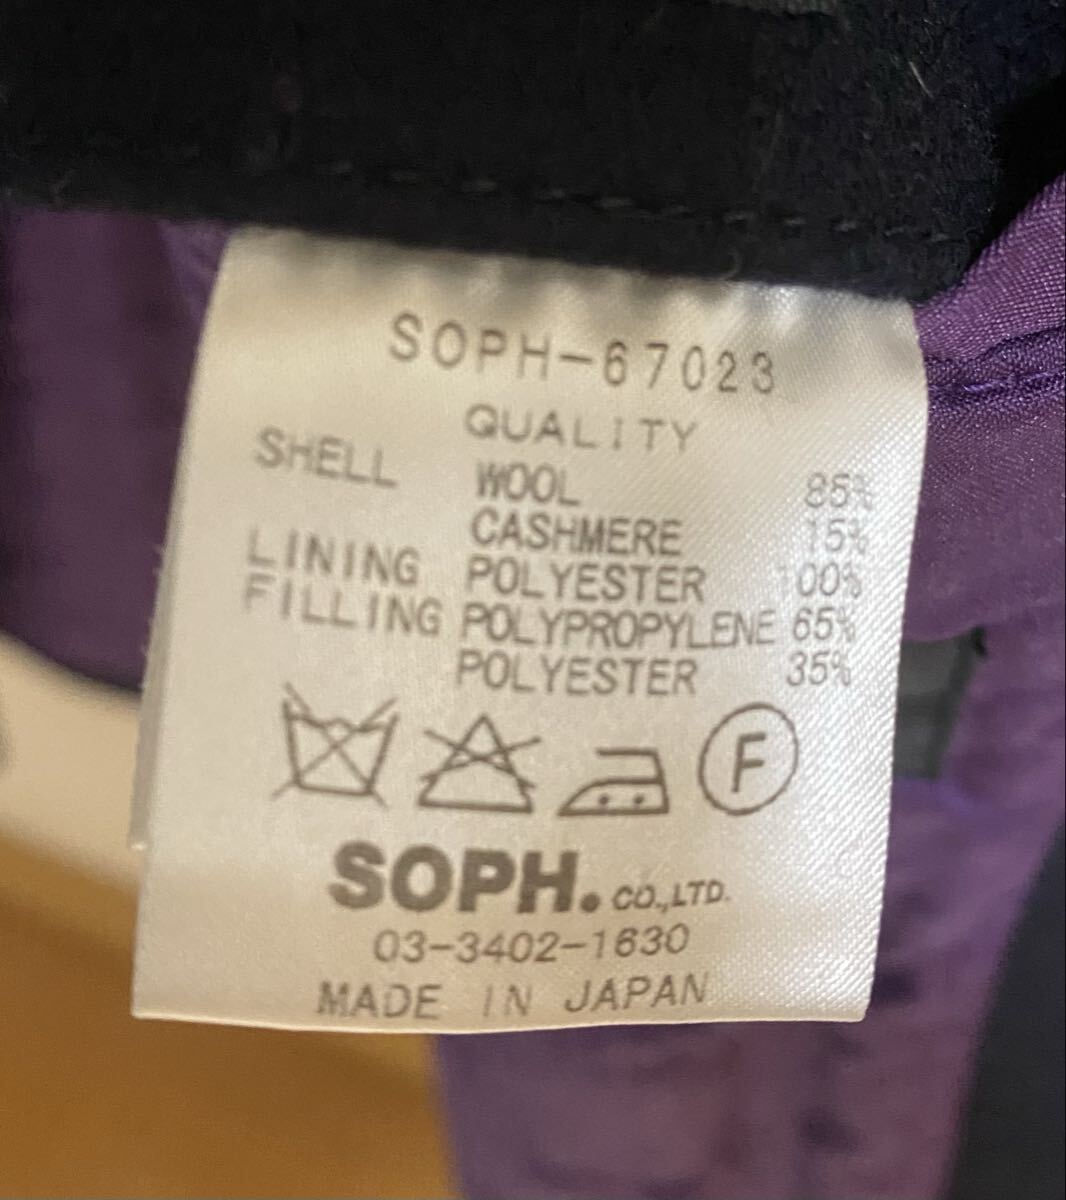 SOPH-67023
QUALITY
SHELL WOOL 85%
CASHMERE 15%
LINING POLYESTER 100%
FILLING POLYPROPYLENE 65%
POLYESTER 35%
F
SOPH. CO.,LTD.
03-3402-1630
MADE IN JAPAN